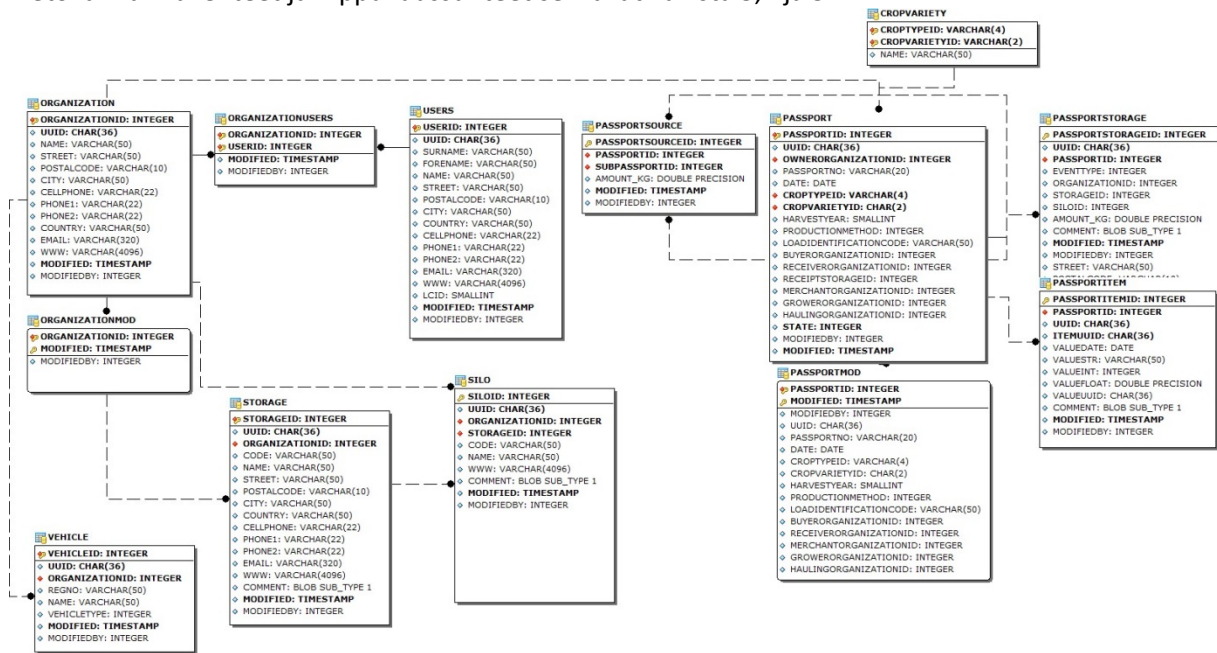 CROPVARIETY
CROPTYPEID: VARCHAR(4)
CROPVARIETYID: VARCHAR(2)
NAME: VARCHAR(50)
ORGANIZATION
ORGANIZATIONID: INTEGER
UUID: CHAR(36)
NAME: VARCHAR(50)
STREET: VARCHAR(50)
POSTALCODE: VARCHAR(10)
CITY: VARCHAR(50)
CELLPHONE: VARCHAR(22)
PHONE1: VARCHAR(22)
PHONE2: VARCHAR(22)
COUNTRY: VARCHAR(50)
EMAIL: VARCHAR(320)
WWW: VARCHAR(4096)
MODIFIED: TIMESTAMP
MODIFIEDBY: INTEGER
ORGANIZATIONUSERS
ORGANIZATIONID: INTEGER
USERID: INTEGER
MODIFIED: TIMESTAMP
MODIFIEDBY: INTEGER
USERS
USERID: INTEGER
UUID: CHAR(36)
SURNAME: VARCHAR(50)
FORENAME: VARCHAR(50)
NAME: VARCHAR(50)
STREET: VARCHAR(50)
POSTALCODE: VARCHAR(10)
CITY: VARCHAR(50)
COUNTRY: VARCHAR(50)
CELLPHONE: VARCHAR(22)
PHONE1: VARCHAR(22)
PHONE2: VARCHAR(22)
EMAIL: VARCHAR(320)
WWW: VARCHAR(4096)
LCID: SMALLINT
MODIFIED: TIMESTAMP
MODIFIEDBY: INTEGER
PASSPORTSOURCE
PASSPORTSOURCEID: INTEGER
PASSPORTID: INTEGER
SUBPASSPORTID: INTEGER
AMOUNT_KG: DOUBLE PRECISION
MODIFIED: TIMESTAMP
MODIFIEDBY: INTEGER
PASSPORT
PASSPORTID: INTEGER
UUID: CHAR(36)
OWNERORGANIZATIONID: INTEGER
PASSPORTNO: VARCHAR(20)
DATE: DATE
CROPTYPEID: VARCHAR(4)
CROPVARIETYID: CHAR(2)
HARVESTYEAR: SMALLINT
PRODUCTIONMETHOD: INTEGER
LOADIDENTIFICATIONCODE: VARCHAR(50)
BUYERORGANIZATIONID: INTEGER
RECEIVERORGANIZATIONID: INTEGER
RECEIPTSTORAGEID: INTEGER
MERCHANTORGANIZATIONID: INTEGER
GROWERORGANIZATIONID: INTEGER
HAULINGORGANIZATIONID: INTEGER
STATE: INTEGER
MODIFIEDBY: INTEGER
MODIFIED: TIMESTAMP
PASSPORTSTORAGE
PASSPORTSTORAGEID: INTEGER
UUID: CHAR(36)
PASSPORTID: INTEGER
EVENTTYPE: INTEGER
ORGANIZATIONID: INTEGER
STORAGEID: INTEGER
SILOID: INTEGER
AMOUNT_KG: DOUBLE PRECISION
COMMENT: BLOB SUB_TYPE 1
MODIFIED: TIMESTAMP
MODIFIEDBY: INTEGER
STREET: VARCHAR(50)
PASSPORTITEM
PASSPORTITEMID: INTEGER
PASSPORTID: INTEGER
UUID: CHAR(36)
ITEMUUID: CHAR(36)
VALUEDATE: DATE
VALUESTR: VARCHAR(50)
VALUEINT: INTEGER
VALUEFLOAT: DOUBLE PRECISION
VALUEUUID: CHAR(36)
COMMENT: BLOB SUB_TYPE 1
MODIFIED: TIMESTAMP
MODIFIEDBY: INTEGER
ORGANIZATIONMOD
ORGANIZATIONID: INTEGER
MODIFIED: TIMESTAMP
MODIFIEDBY: INTEGER
STORAGE
STORAGEID: INTEGER
UUID: CHAR(36)
ORGANIZATIONID: INTEGER
CODE: VARCHAR(50)
NAME: VARCHAR(50)
STREET: VARCHAR(50)
POSTALCODE: VARCHAR(10)
CITY: VARCHAR(50)
COUNTRY: VARCHAR(50)
CELLPHONE: VARCHAR(22)
PHONE1: VARCHAR(22)
PHONE2: VARCHAR(22)
EMAIL: VARCHAR(320)
WWW: VARCHAR(4096)
COMMENT: BLOB SUB_TYPE 1
MODIFIED: TIMESTAMP
MODIFIEDBY: INTEGER
SILO
SILOID: INTEGER
UUID: CHAR(36)
ORGANIZATIONID: INTEGER
STORAGEID: INTEGER
CODE: VARCHAR(50)
NAME: VARCHAR(50)
WWW: VARCHAR(4096)
COMMENT: BLOB SUB_TYPE 1
MODIFIED: TIMESTAMP
MODIFIEDBY: INTEGER
PASSPORTMOD
PASSPORTID: INTEGER
MODIFIED: TIMESTAMP
MODIFIEDBY: INTEGER
UUID: CHAR(36)
PASSPORTNO: VARCHAR(20)
DATE: DATE
CROPTYPEID: VARCHAR(4)
CROPVARIETYID: CHAR(2)
HARVESTYEAR: SMALLINT
PRODUCTIONMETHOD: INTEGER
LOADIDENTIFICATIONCODE: VARCHAR(50)
BUYERORGANIZATIONID: INTEGER
RECEIVERORGANIZATIONID: INTEGER
MERCHANTORGANIZATIONID: INTEGER
GROWERORGANIZATIONID: INTEGER
HAULINGORGANIZATIONID: INTEGER
VEHICLE
VEHICLEID: INTEGER
UUID: CHAR(36)
ORGANIZATIONID: INTEGER
REGNO: VARCHAR(50)
NAME: VARCHAR(50)
VEHICLETYPE: INTEGER
MODIFIED: TIMESTAMP
MODIFIEDBY: INTEGER